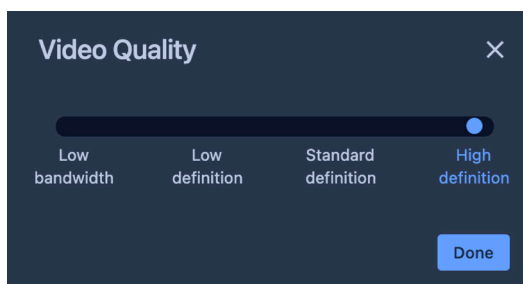 Video Quality
Low bandwidth
Low definition
Standard definition
High definition
Done